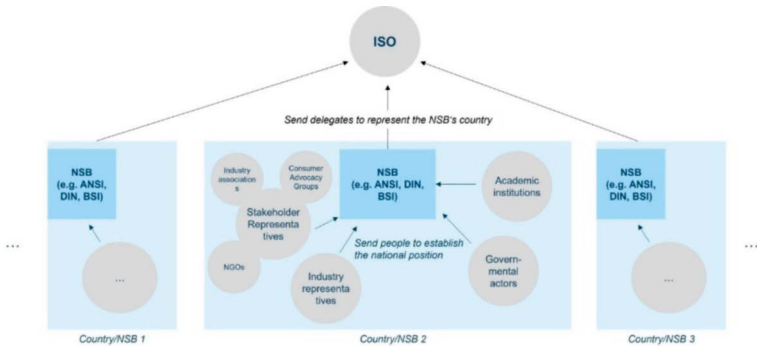 ISO
Send delegates to represent the NSB's country
NSB
(e.g. ANSI,
DIN, BSI)
...
Country/NSB 1
...
Industry
association
s
Consumer
Advocacy
Groups
Stakeholder
Representa
tives
NGOs
NSB
(e.g. ANSI, DIN,
BSI)
Academic
institutions
Send people to establish
the national position
Industry
representa
tives
Govern-
mental
actors
Country/NSB 2
NSB
(e.g. ANSI,
DIN, BSI)
...
Country/NSB 3
...